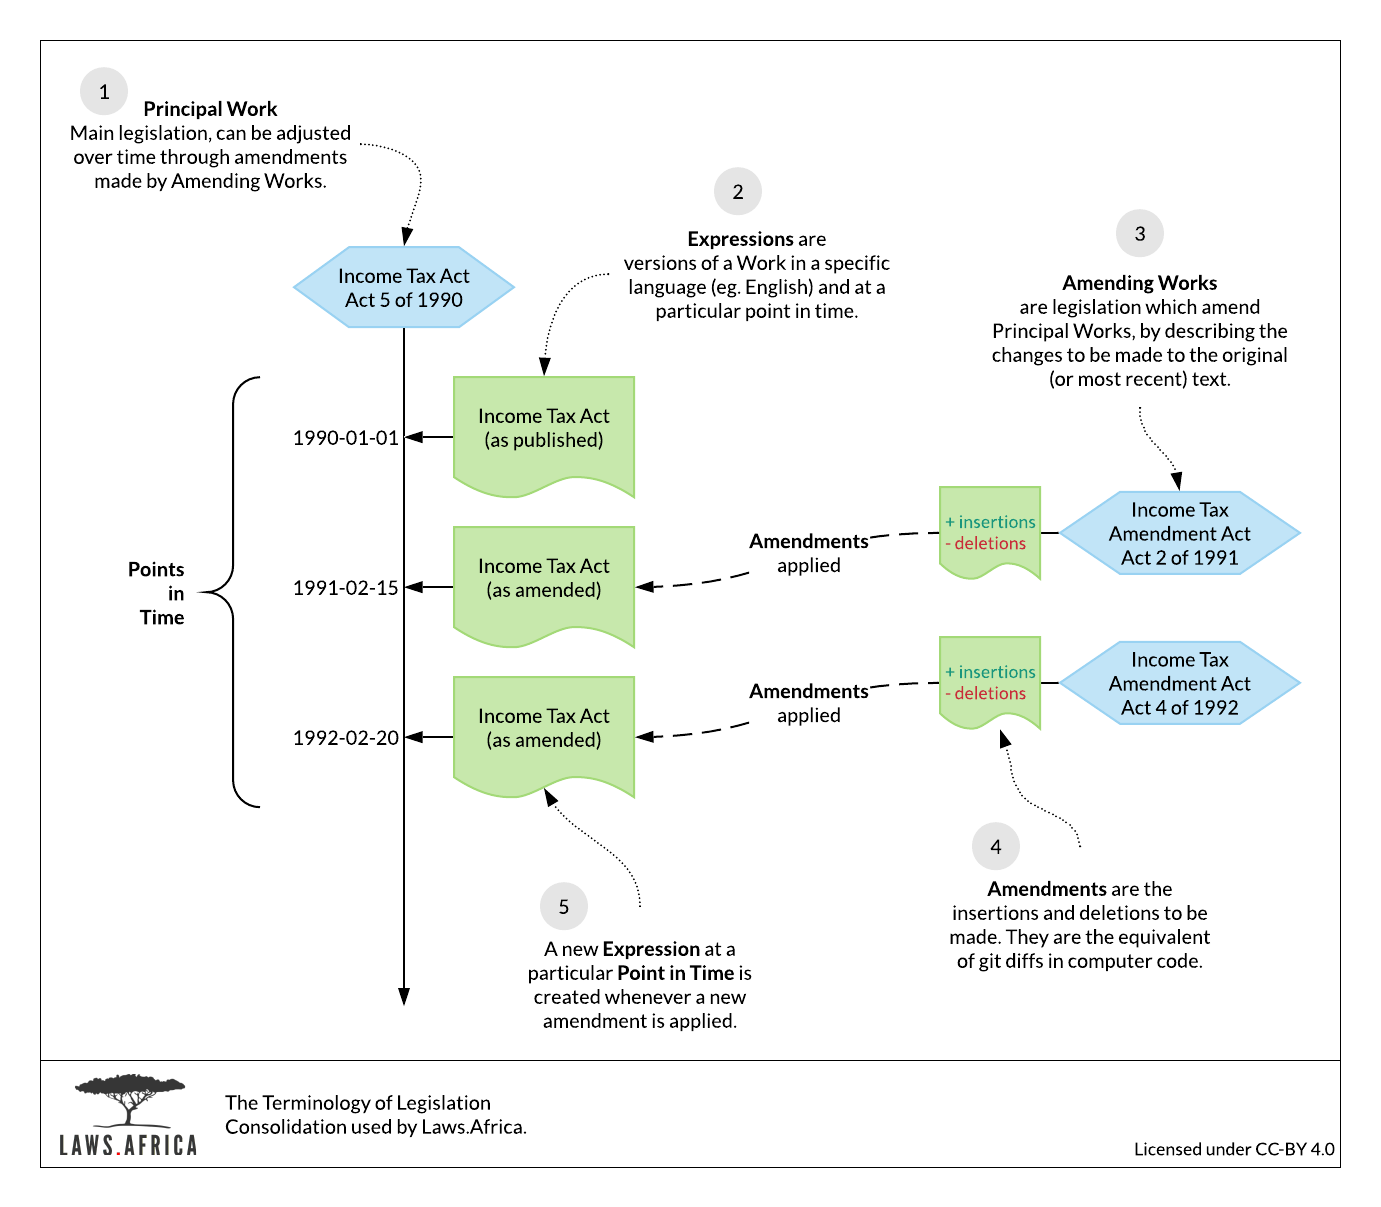 1
Principal Work
Main legislation, can be adjusted
over time through amendments
made by Amending Works.
2
Expressions are
versions of a Work in a specific
language (eg. English) and at a
particular point in time.
3
Amending Works
are legislation which amend
Principal Works, by describing the
changes to be made to the original
(or most recent) text.
Income Tax Act
Act 5 of 1990
Points
in
Time
1990-01-01
Income Tax Act
(as published)
1991-02-15
Income Tax Act
(as amended)
Amendments
applied
+ insertions
- deletions
Income Tax
Amendment Act
Act 2 of 1991
1992-02-20
Income Tax Act
(as amended)
Amendments
applied
+ insertions
- deletions
Income Tax
Amendment Act
Act 4 of 1992
4
Amendments are the
insertions and deletions to be
made. They are the equivalent
of git diffs in computer code.
5
A new Expression at a
particular Point in Time is
created whenever a new
amendment is applied.
LAWS.AFRICA
The Terminology of Legislation
Consolidation used by Laws.Africa.
Licensed under CC-BY 4.0